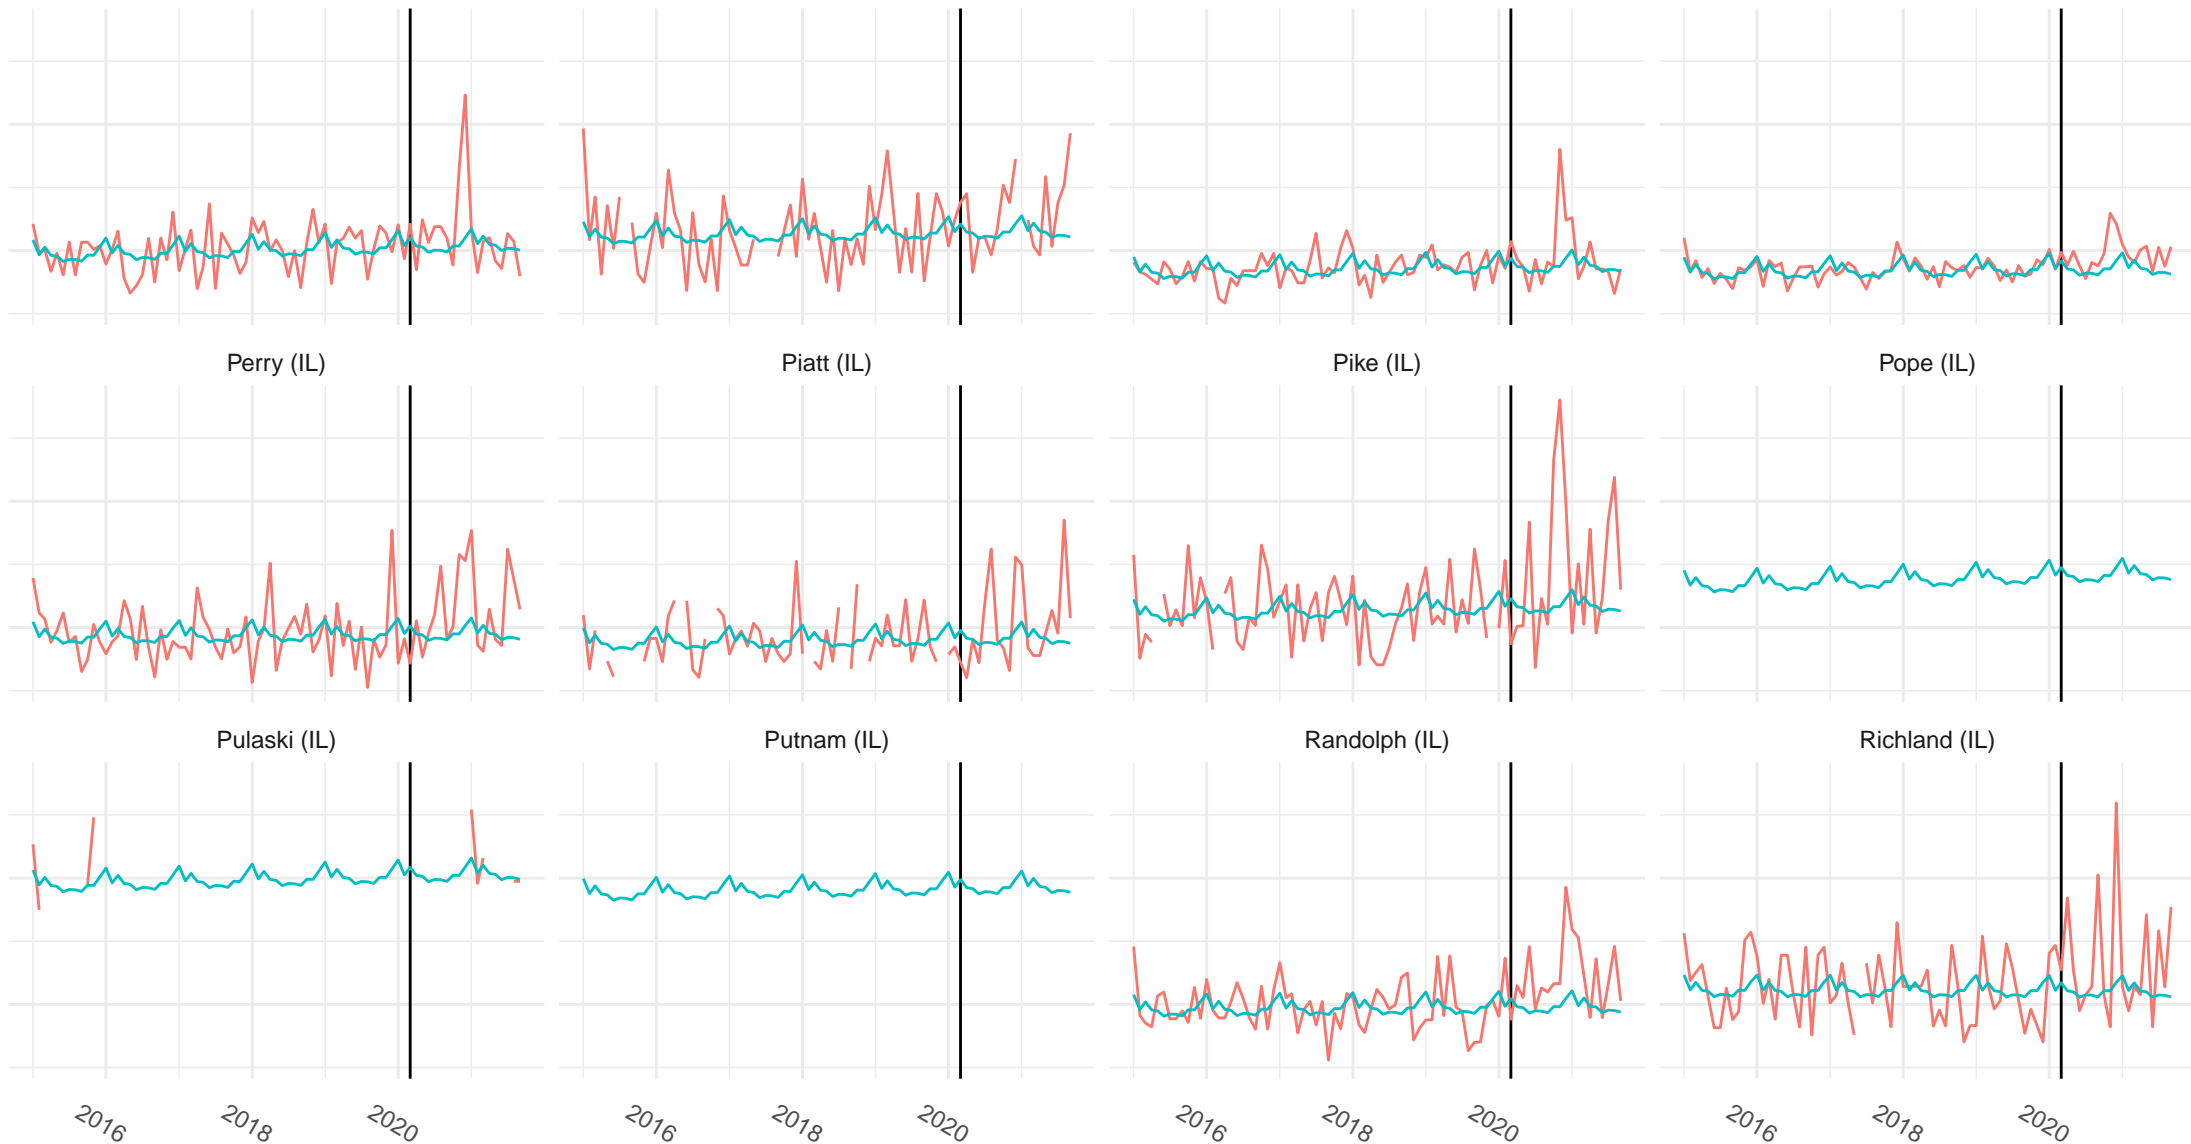 Perry (IL) Piatt (IL) Pike (IL) Pope (IL)
Pulaski (IL) Putnam (IL) Randolph (IL) Richland (IL)
2016 2018 2020 2016 2018 2020 2016 2018 2020 2016 2018 2020